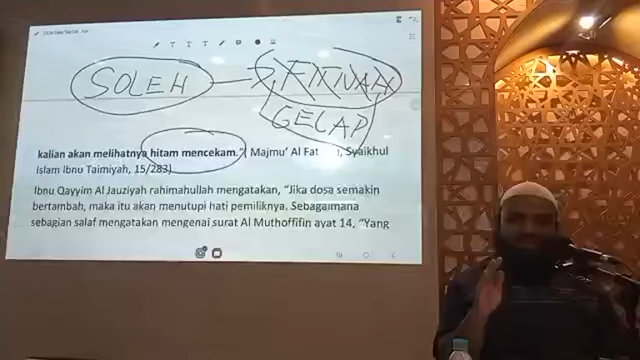 SOLEH
FITNAH
GELAP
kalian akan melihatnya hitam mencekam." ( Majmu' Al Fat , Syaikhul
Islam Ibnu Taimiyah, 15/283)
Ibnu Qayyim Al Jauziyah rahimahullah mengatakan, "Jika dosa semakin
bertambah, maka itu akan menutupi hati pemiliknya. Sebagaimana
sebagian salaf mengatakan mengenai surat Al Muthoffifin ayat 14, "Yang